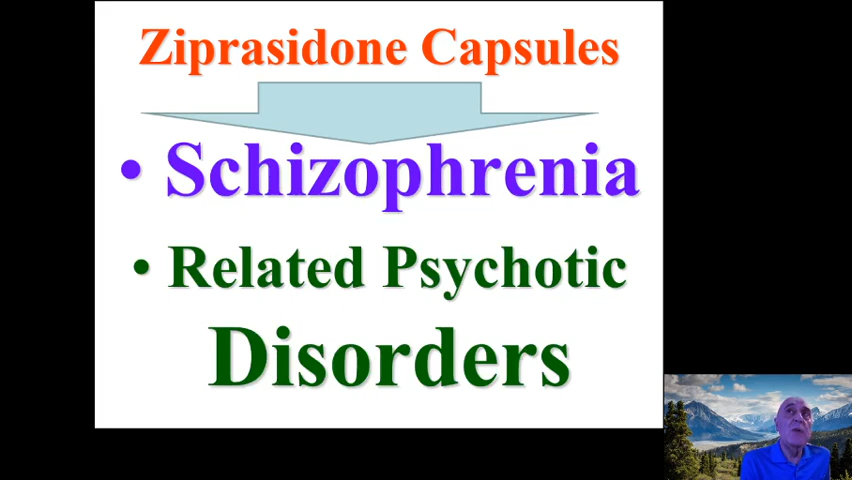 Ziprasidone Capsules
• Schizophrenia
• Related Psychotic
Disorders